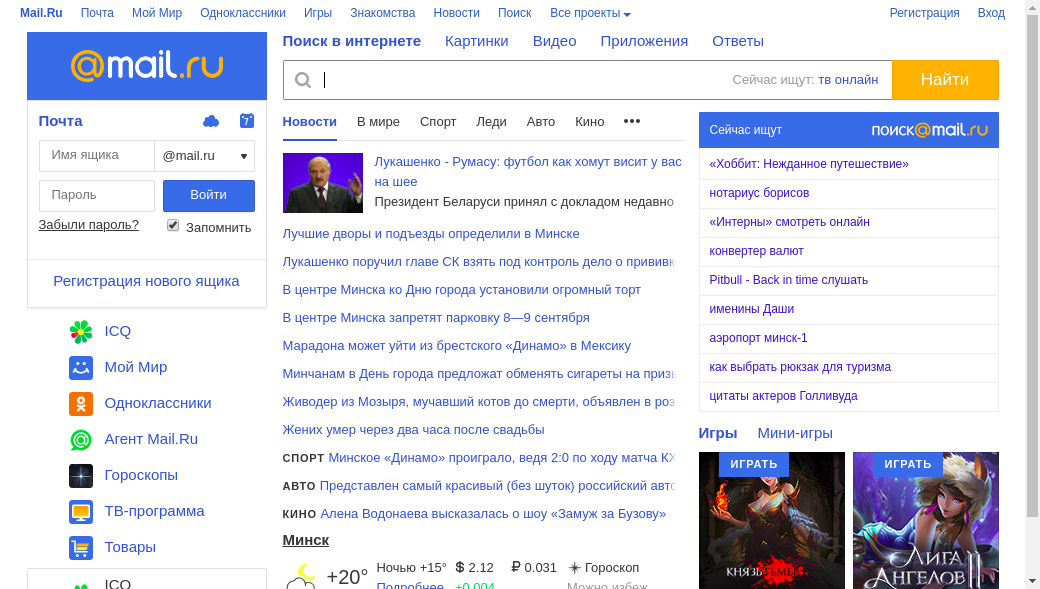 Mail.Ru Почта Мой Мир Одноклассники Игры Знакомства Новости Поиск Все проекты Регистрация Вход
@mail.ru
Поиск в интернете Картинки Видео Приложения Ответы
Сейчас ищут: тв онлайн Найти
Почта 7
Имя ящика @mail.ru
Пароль Войти
Забыли пароль? Запомнить
Регистрация нового ящика
ICQ
Мой Мир
Одноклассники
Агент Mail.Ru
Гороскопы
ТВ-программа
Товары
ICQ
Новости В мире Спорт Леди Авто Кино •••
Лукашенко - Румасу: футбол как хомут висит у вас
на шее
Президент Беларуси принял с докладом недавно
Лучшие дворы и подъезды определили в Минске
Лукашенко поручил главе СК взять под контроль дело о прививк
В центре Минска ко Дню города установили огромный торт
В центре Минска запретят парковку 8—9 сентября
Марадона может уйти из брестского «Динамо» в Мексику
Минчанам в День города предложат обменять сигареты на призы
Живодер из Мозыря, мучавший котов до смерти, объявлен в роз
Жених умер через два часа после свадьбы
СПОРТ Минское «Динамо» проиграло, ведя 2:0 по ходу матча КХ
АВТО Представлен самый красивый (без шуток) российский авто
КИНО Алена Водонаева высказалась о шоу «Замуж за Бузову»
Минск
+20° Ночью +15° $ 2.12 ₽ 0.031 Гороскоп
Подробнее +0.004 Можно избеж
Сейчас ищут поиск@mail.ru
«Хоббит: Нежданное путешествие»
нотариус борисов
«Интерны» смотреть онлайн
конвертер валют
Pitbull - Back in time слушать
именины Даши
аэропорт минск-1
как выбрать рюкзак для туризма
цитаты актеров Голливуда
Игры Мини-игры
ИГРАТЬ ИГРАТЬ
КНЯЗЬ ТЬМЫ
ЛИГА АНГЕЛОВ II